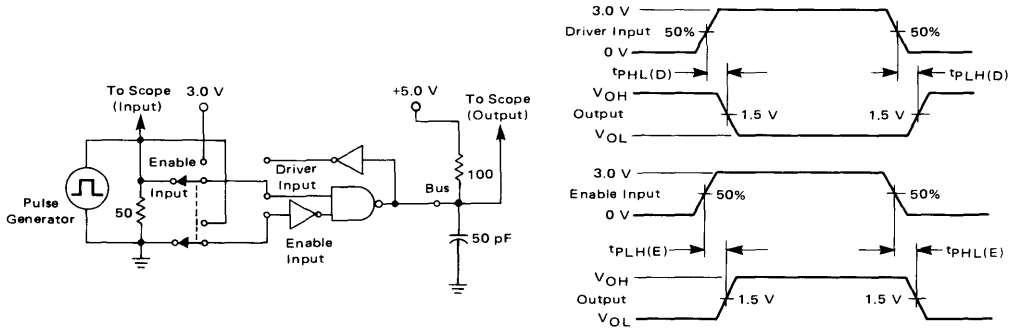 To Scope
(Input)
3.0 V
+5.0 V
To Scope
(Output)
Enable
Input
Driver
Input
Bus
100
Pulse
Generator
50
Enable
Input
50 pF
3.0 V
Driver Input
50%
50%
0 V
tPHL(D)
tPLH(D)
VOH
Output
1.5 V
1.5 V
VOL
3.0 V
Enable Input
50%
50%
0 V
tPLH(E)
tPHL(E)
VOH
Output
1.5 V
1.5 V
VOL